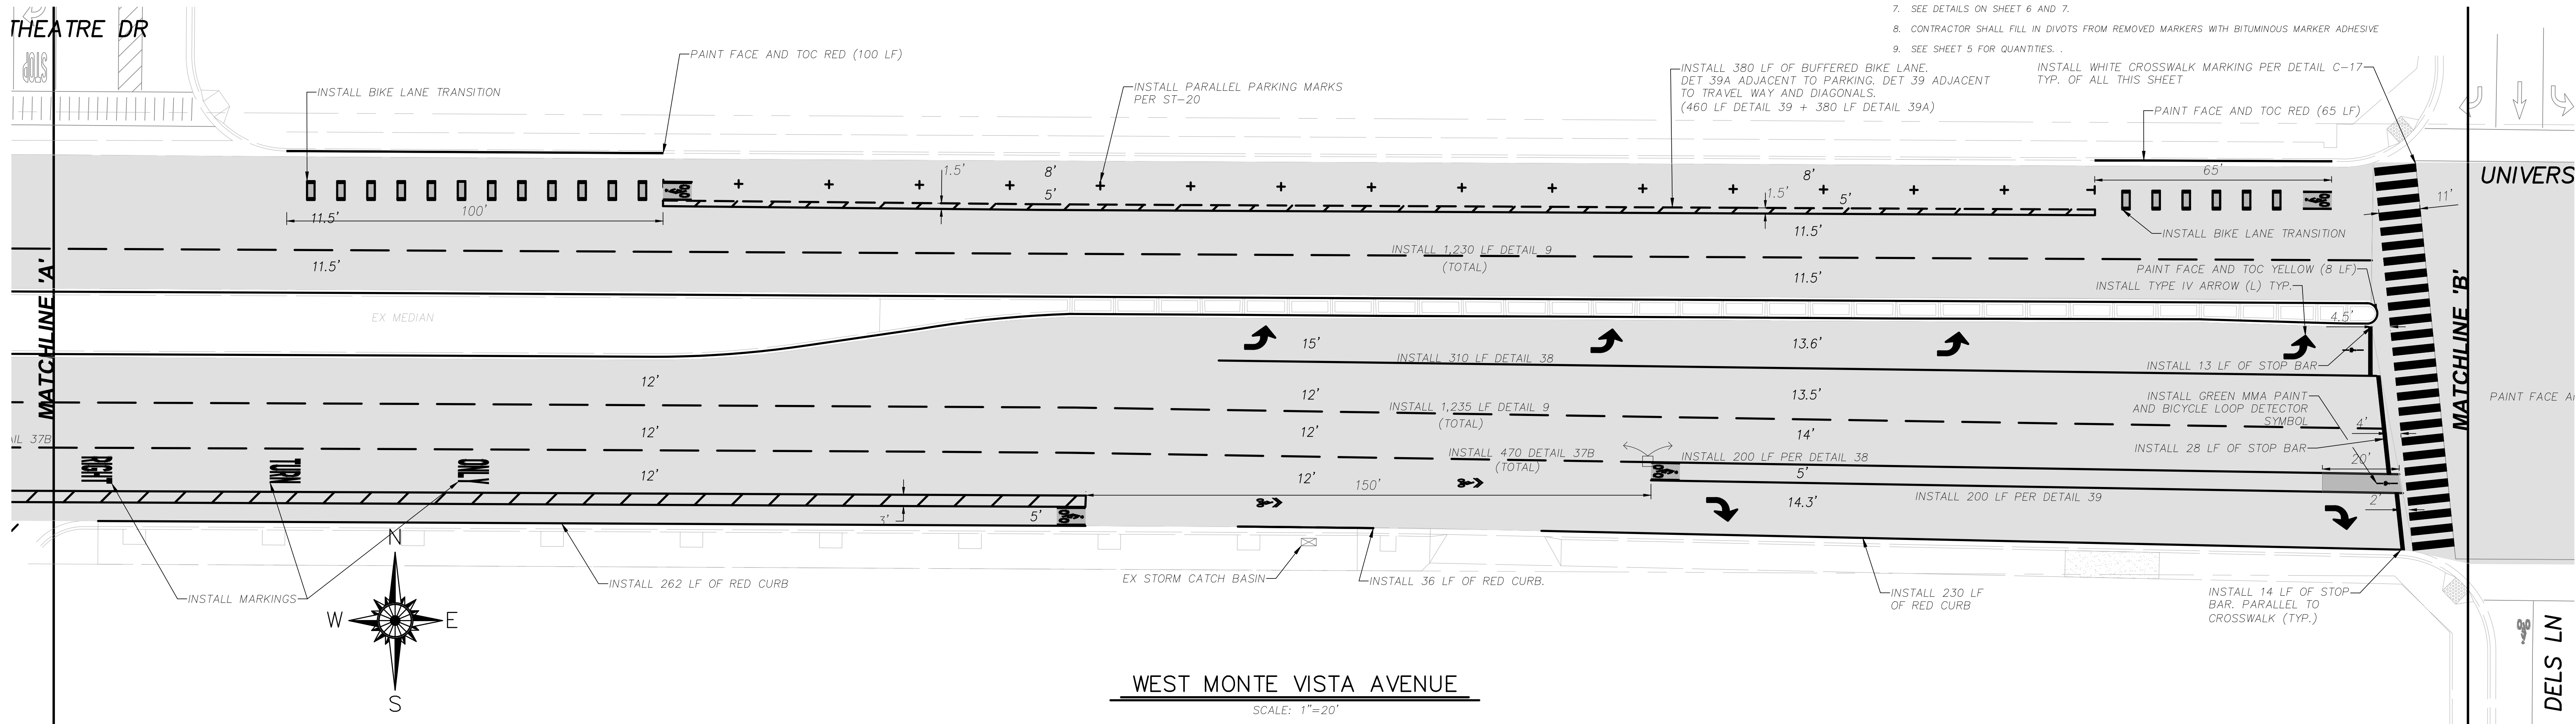 THEATRE DR
STOP
7. SEE DETAILS ON SHEET 6 AND 7.
8. CONTRACTOR SHALL FILL IN DIVOTS FROM REMOVED MARKERS WITH BITUMINOUS MARKER ADHESIVE
9. SEE SHEET 5 FOR QUANTITIES. .
PAINT FACE AND TOC RED (100 LF)
INSTALL BIKE LANE TRANSITION
INSTALL PARALLEL PARKING MARKS
PER ST-20
INSTALL 380 LF OF BUFFERED BIKE LANE.
DET 39A ADJACENT TO PARKING. DET 39 ADJACENT
TO TRAVEL WAY AND DIAGONALS.
(460 LF DETAIL 39 + 380 LF DETAIL 39A)
INSTALL WHITE CROSSWALK MARKING PER DETAIL C-17
TYP. OF ALL THIS SHEET
PAINT FACE AND TOC RED (65 LF)
UNIVERS
1.5'
8'
5'
8'
1.5'
5'
65'
11'
100'
11.5'
11.5'
11.5'
11.5'
INSTALL BIKE LANE TRANSITION
INSTALL 1,230 LF DETAIL 9
(TOTAL)
PAINT FACE AND TOC YELLOW (8 LF)
INSTALL TYPE IV ARROW (L) TYP.
MATCHLINE 'A'
MATCHLINE 'B'
EX MEDIAN
4.5'
15'
13.6'
INSTALL 310 LF DETAIL 38
INSTALL 13 LF OF STOP BAR
12'
12'
13.5'
INSTALL GREEN MMA PAINT
AND BICYCLE LOOP DETECTOR
SYMBOL
PAINT FACE A
INSTALL 1,235 LF DETAIL 9
(TOTAL)
4'
12'
12'
14'
AIL 37B
INSTALL 28 LF OF STOP BAR
INSTALL 470 DETAIL 37B
(TOTAL)
INSTALL 200 LF PER DETAIL 38
20'
RIGHT
TURN
ONLY
12'
12'
5'
150'
14.3'
INSTALL 200 LF PER DETAIL 39
2'
3'
5'
N
W
E
S
INSTALL 262 LF OF RED CURB
INSTALL MARKINGS
EX STORM CATCH BASIN
INSTALL 36 LF OF RED CURB.
INSTALL 230 LF
OF RED CURB
INSTALL 14 LF OF STOP
BAR. PARALLEL TO
CROSSWALK (TYP.)
DELS LN
WEST MONTE VISTA AVENUE
SCALE: 1"=20'